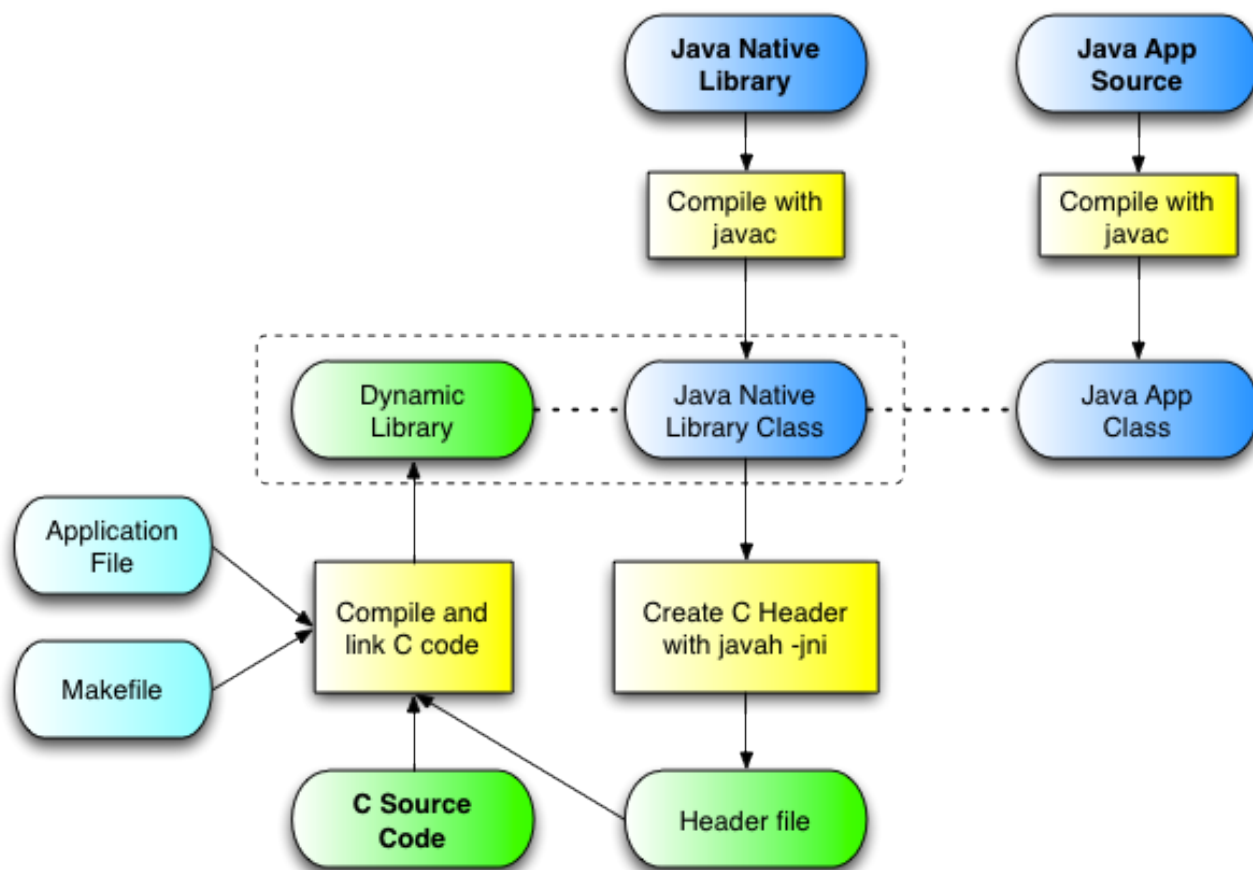 Java Native
Library
Java App
Source
Compile with
javac
Compile with
javac
Dynamic
Library
Java Native
Library Class
Java App
Class
Application
File
Compile and
link C code
Create C Header
with javah -jni
Makefile
C Source
Code
Header file